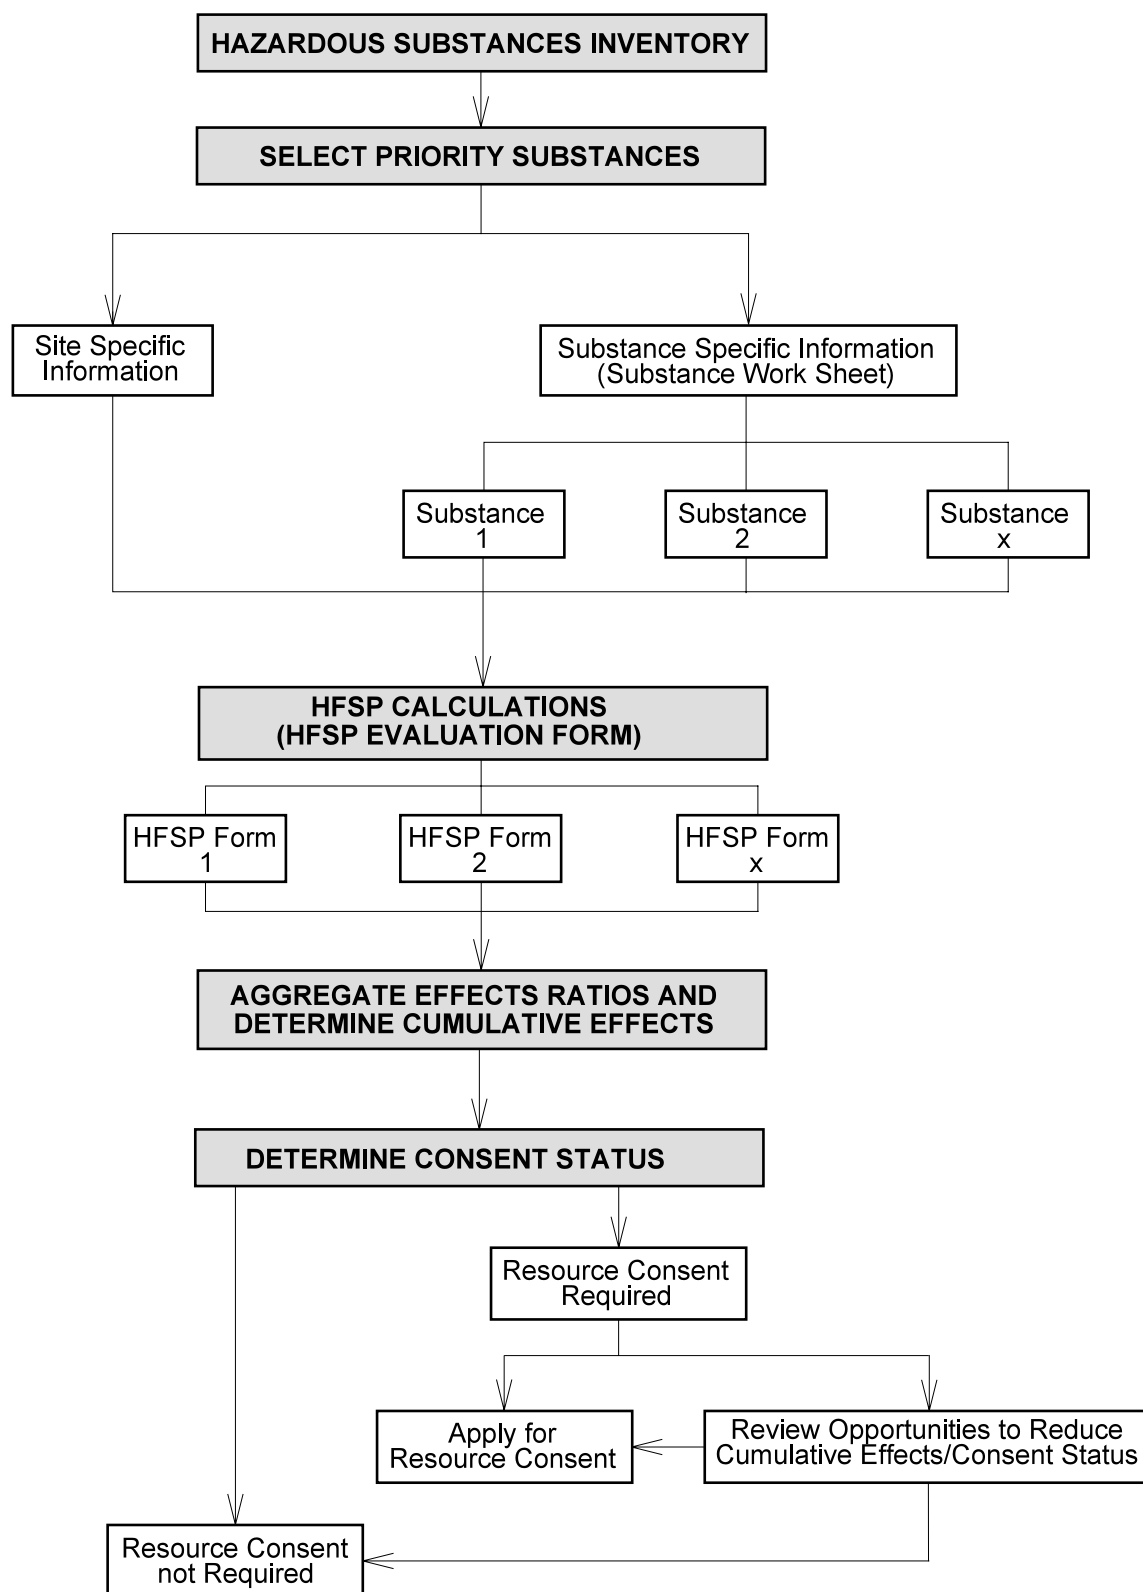 HAZARDOUS SUBSTANCES INVENTORY
SELECT PRIORITY SUBSTANCES
Site Specific
Information
Substance Specific Information
(Substance Work Sheet)
Substance
1
Substance
2
Substance
x
HFSP CALCULATIONS
(HFSP EVALUATION FORM)
HFSP Form
1
HFSP Form
2
HFSP Form
x
AGGREGATE EFFECTS RATIOS AND
DETERMINE CUMULATIVE EFFECTS
DETERMINE CONSENT STATUS
Resource Consent
Required
Apply for
Resource Consent
Review Opportunities to Reduce
Cumulative Effects/Consent Status
Resource Consent
not Required